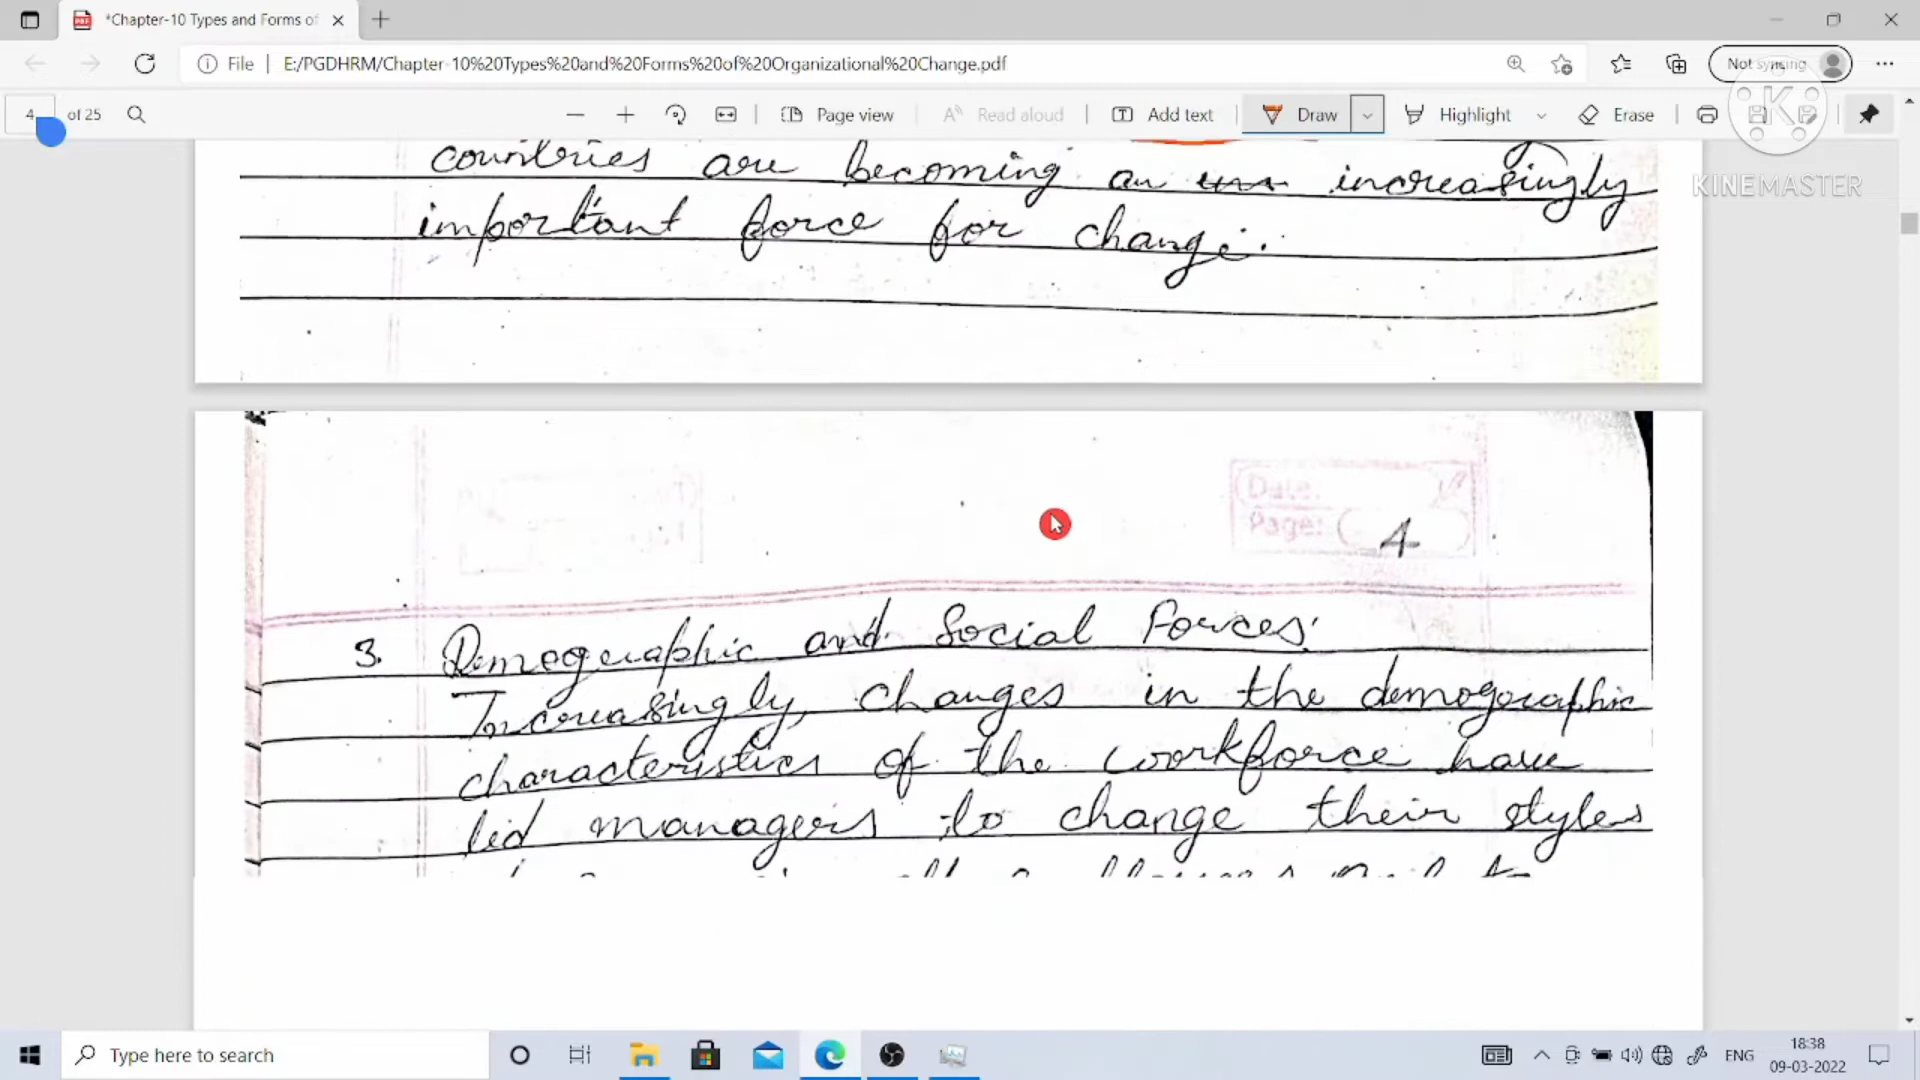 *Chapter-10 Types and Forms of
File | E:/PGDHRM/Chapter-10%20Types%20and%20Forms%20of%20Organizational%20Change.pdf
Not syncing
4 of 25
Page view
Read aloud
Add text
Draw
Highlight
Erase
K
KINEMASTER
countries are becoming an increasingly
important force for change.
Date:
Page: 4
3. Demographic and Social Forces:
Increasingly, changes in the demographic
characteristics of the workforce have
led managers to change their styles
Type here to search
ENG
18:38
09-03-2022